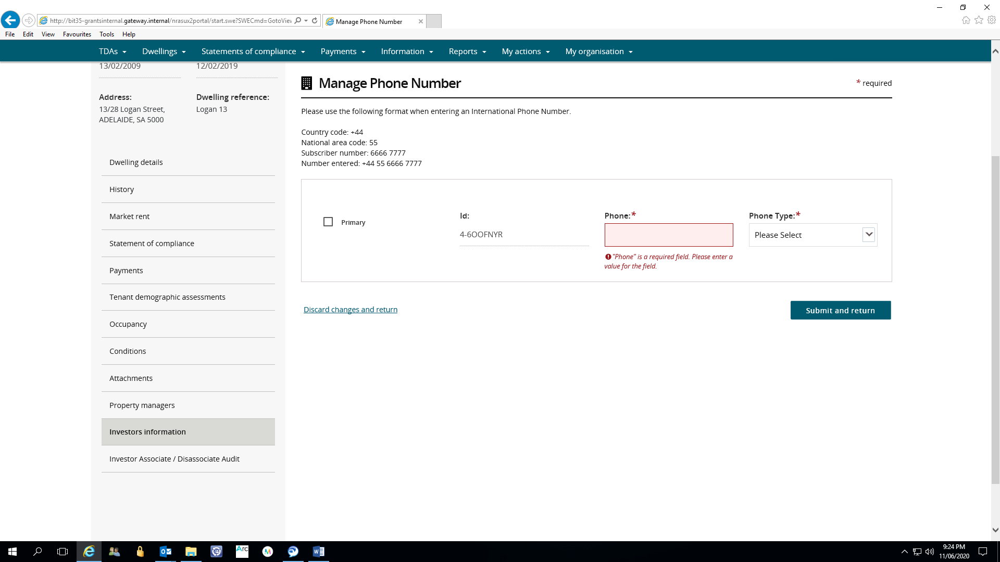 http://bit35-grantsinternal.gateway.internal/nrasux2portal/start.swe?SWECmd=GotoView
Manage Phone Number
File Edit View Favourites Tools Help
TDAs Dwellings Statements of compliance Payments Information Reports My actions My organisation
13/02/2009 12/02/2019
Address: Dwelling reference:
13/28 Logan Street, Logan 13
ADELAIDE, SA 5000
Dwelling details
History
Market rent
Statement of compliance
Payments
Tenant demographic assessments
Occupancy
Conditions
Attachments
Property managers
Investors information
Investor Associate / Disassociate Audit
Manage Phone Number
* required
Please use the following format when entering an International Phone Number.
Country code: +44
National area code: 55
Subscriber number: 6666 7777
Number entered: +44 55 6666 7777
Primary
Id:
4-6OOFNYR
Phone:*
"Phone" is a required field. Please enter a
value for the field.
Phone Type:*
Please Select
Discard changes and return
Submit and return
Arc
9:24 PM
11/06/2020